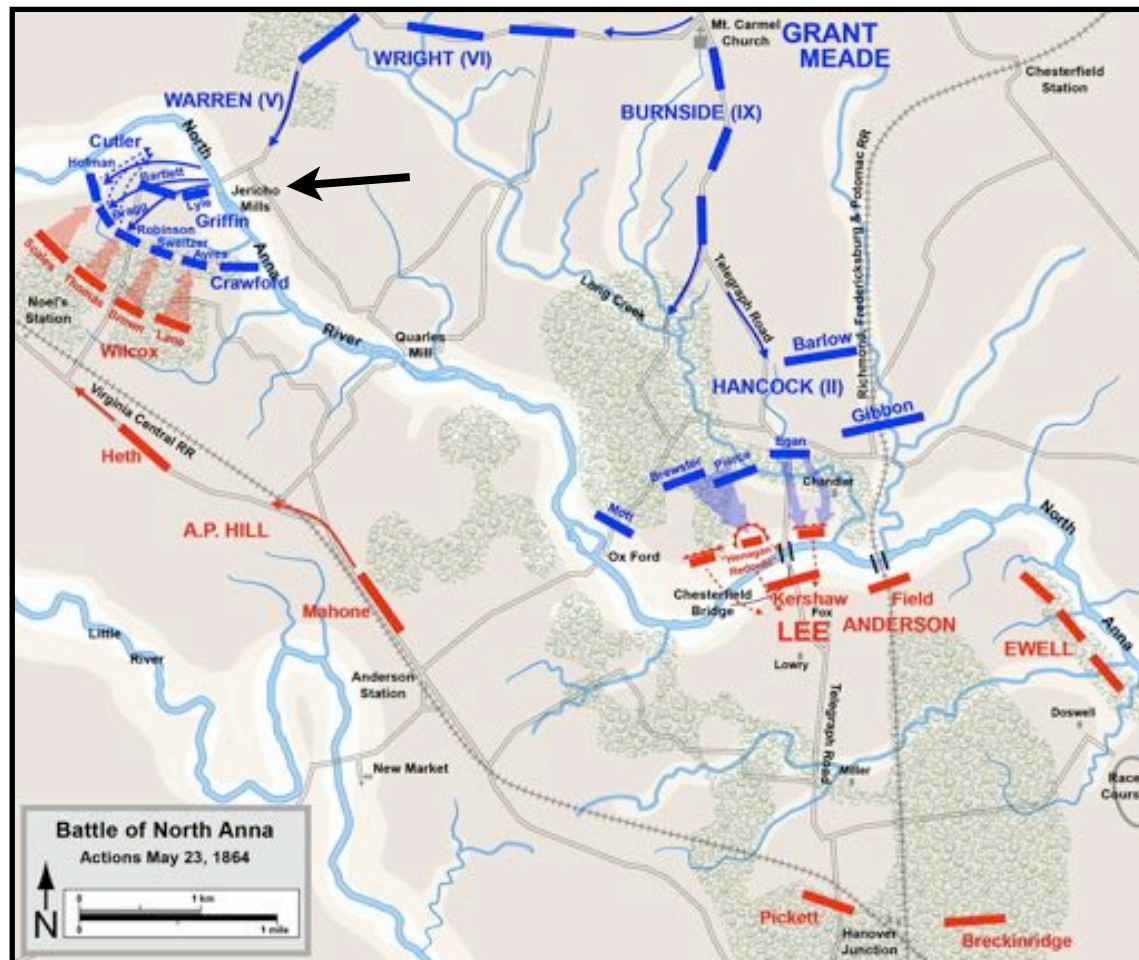 Mt. Carmel
Church
GRANT
MEADE
WRIGHT (VI)
Chesterfield
Station
WARREN (V)
BURNSIDE (IX)
Richmond, Fredericksburg & Potomac RR
North
Cutler
Hofman
Bartlett
Jericho
Mills
Lyle
Bragg
Griffin
Robinson
Sweitzer
Ayres
Anna
Crawford
Scales
Thomas
Brown
Lane
Noel's
Station
Wilcox
River
Quarles
Mill
Long Creek
Telegraph Road
Barlow
HANCOCK (II)
Gibbon
Virginia Central RR
Heth
Egan
Brewster
Pierce
Chandler
A.P. HILL
Mott
Ox Ford
"Henagan
Redoubt"
North
Anna
Chesterfield
Bridge
Kershaw
Fox
Field
LEE
ANDERSON
EWELL
Mahone
Little
River
Lowry
Anderson
Station
Telegraph Road
Doswell
New Market
Miller
Race
Cours
Battle of North Anna
Actions May 23, 1864
0 1 km
0 1 mile
N
Pickett
Hanover
Junction
Breckinridge